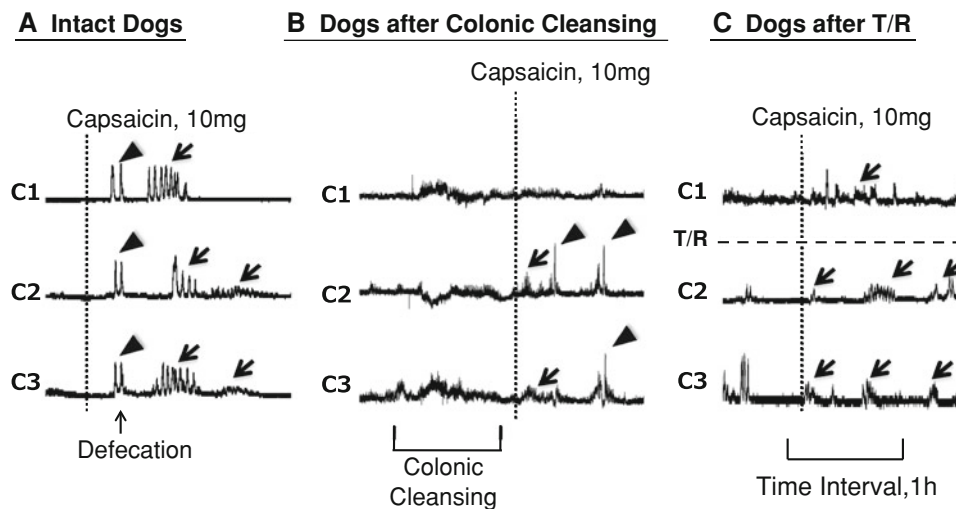 A Intact Dogs
Capsaicin, 10mg
C1
C2
C3
Defecation
B Dogs after Colonic Cleansing
Capsaicin, 10mg
C1
C2
C3
Colonic
Cleansing
C Dogs after T/R
Capsaicin, 10mg
C1
T/R
C2
C3
Time Interval,1h